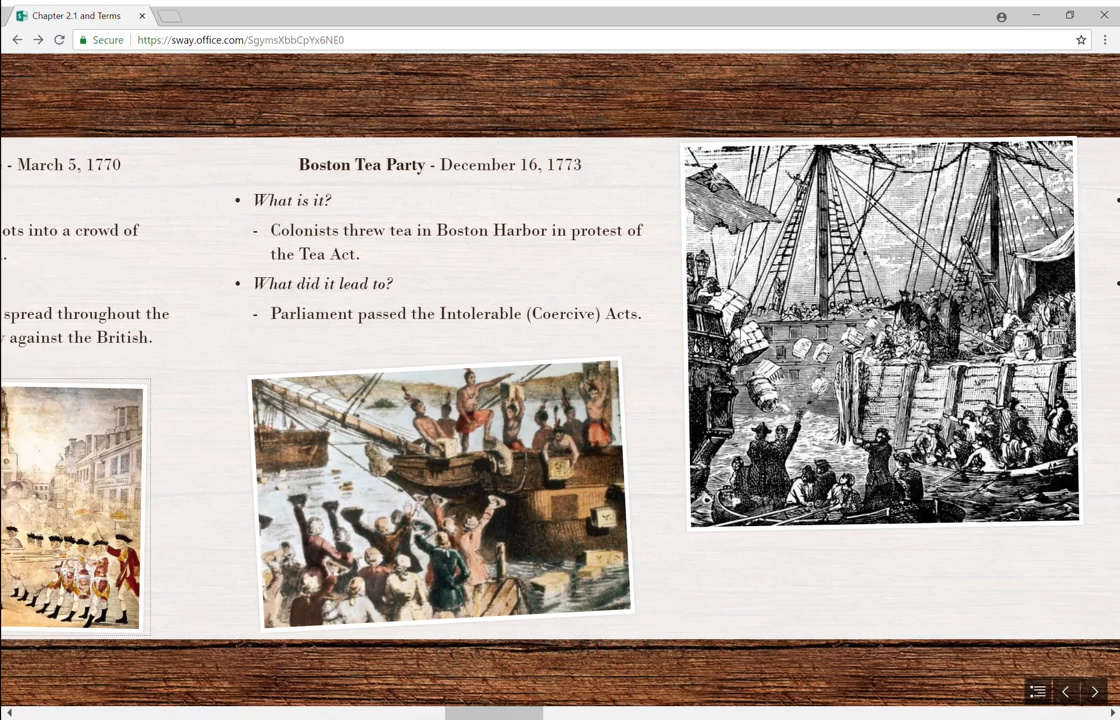 Chapter 2.1 and Terms
Secure
https://sway.office.com/SgymsXbbCpYx6NE0
- March 5, 1770
ots into a crowd of
spread throughout the
against the British.
Boston Tea Party - December 16, 1773
• What is it?
- Colonists threw tea in Boston Harbor in protest of
the Tea Act.
• What did it lead to?
- Parliament passed the Intolerable (Coercive) Acts.